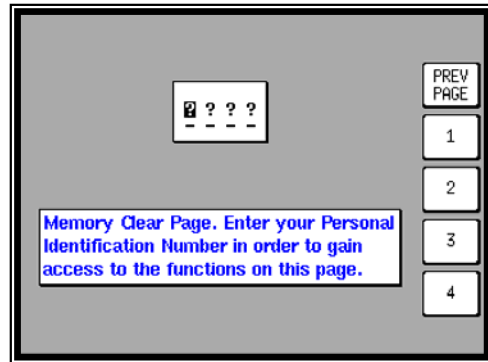 PREV
PAGE
? ? ? ?
1
2
Memory Clear Page. Enter your Personal
Identification Number in order to gain
access to the functions on this page.
3
4